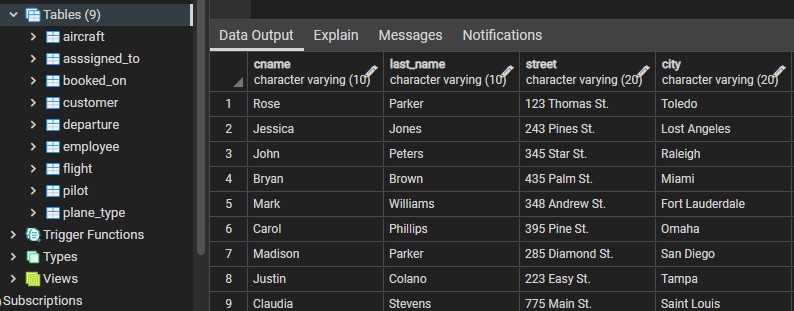 Tables (9)
aircraft
asssigned_to
booked_on
customer
departure
employee
flight
pilot
plane_type
Trigger Functions
Types
Views
Subscriptions
Data Output Explain Messages Notifications
cname last_name street city
character varying (10) character varying (10) character varying (20) character varying (20)
1 Rose Parker 123 Thomas St. Toledo
2 Jessica Jones 243 Pines St. Lost Angeles
3 John Peters 345 Star St. Raleigh
4 Bryan Brown 435 Palm St. Miami
5 Mark Williams 348 Andrew St. Fort Lauderdale
6 Carol Phillips 395 Pine St. Omaha
7 Madison Parker 285 Diamond St. San Diego
8 Justin Colano 223 Easy St. Tampa
9 Claudia Stevens 775 Main St. Saint Louis